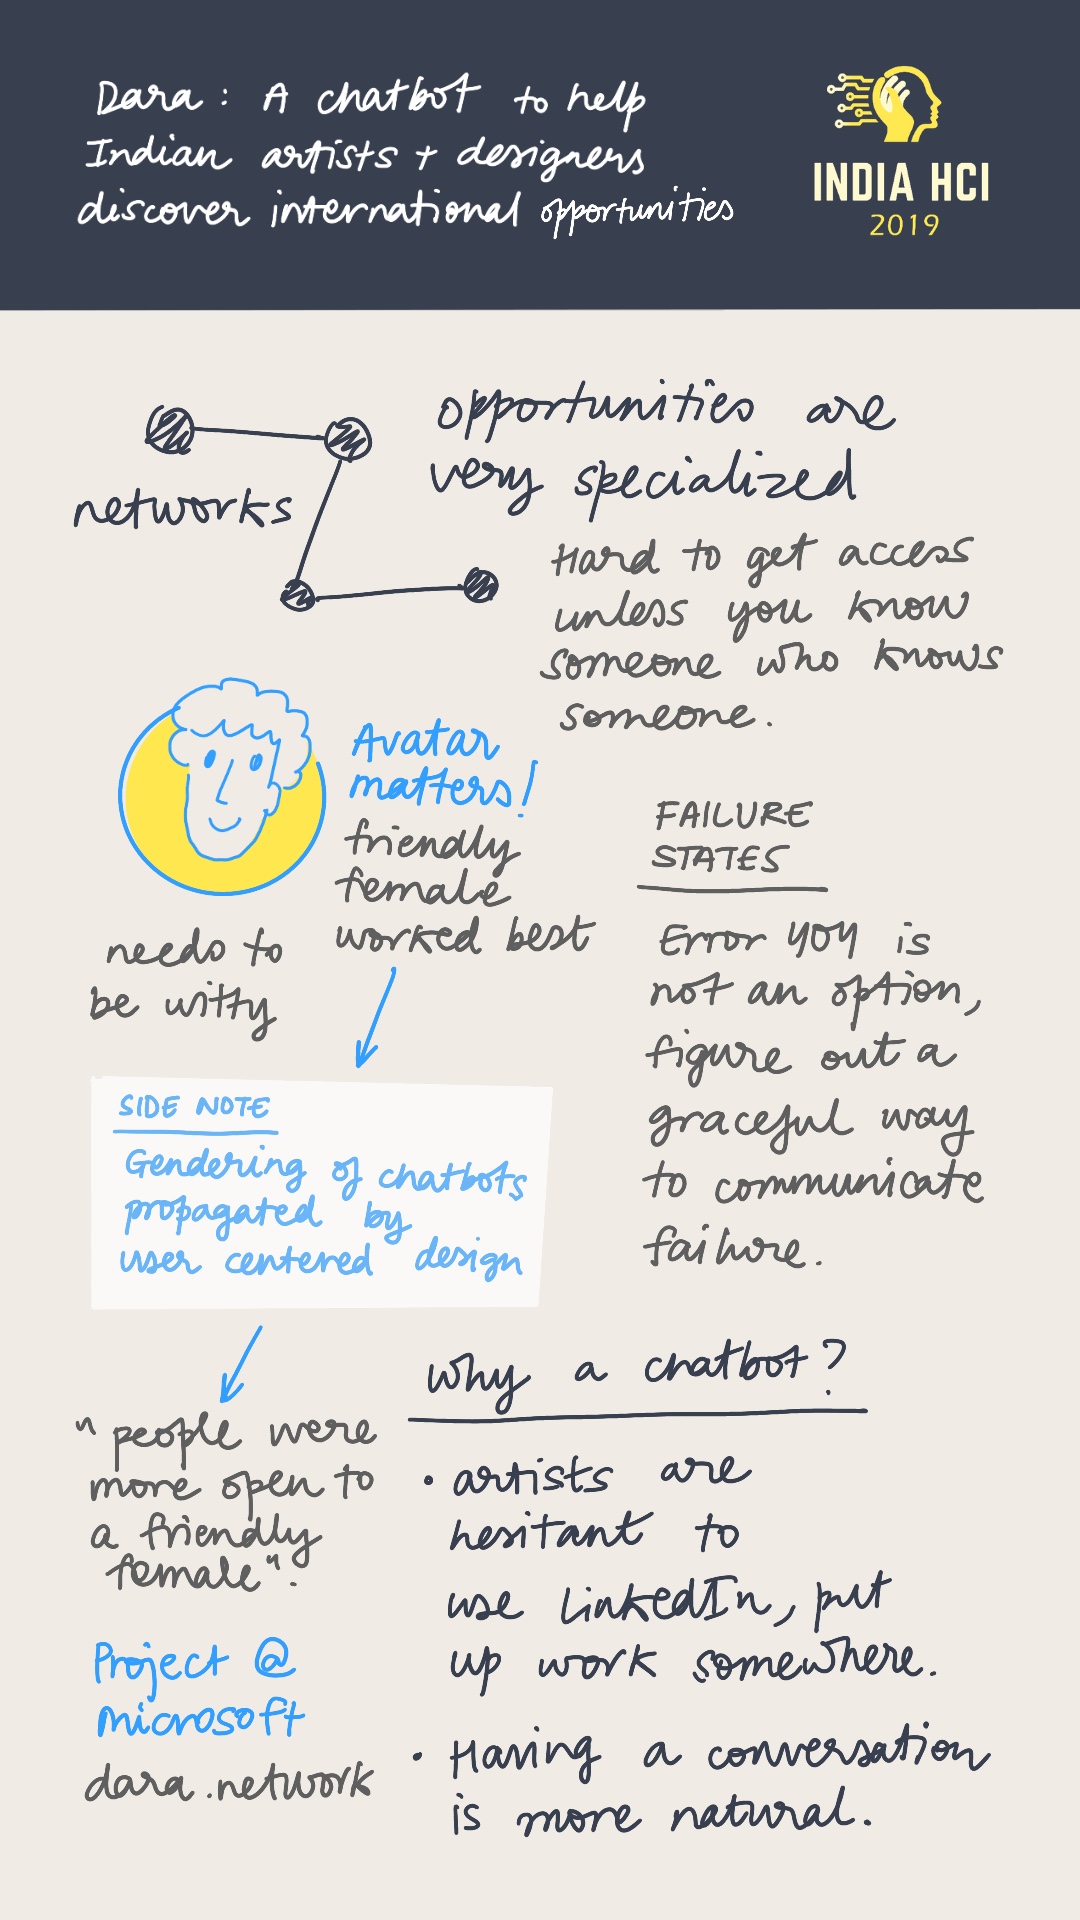 Dara : A chatbot to help
Indian artists + designers
discover international opportunities
INDIA HCI
2019
networks
opportunities are
very specialized
Hard to get access
unless you know
someone who knows
someone.
Avatar
matters!
friendly
female
worked best
needs to
be witty
FAILURE
STATES
Error 404 is
not an option,
figure out a
graceful way
to communicate
failure.
SIDE NOTE
Gendering of chatbots
propagated by
user centered design
"people were
more open to
a friendly
female".
Project @
microsoft
dara.network
Why a chatbot?
• artists are
hesitant to
use LinkedIn, put
up work somewhere.
• Having a conversation
is more natural.